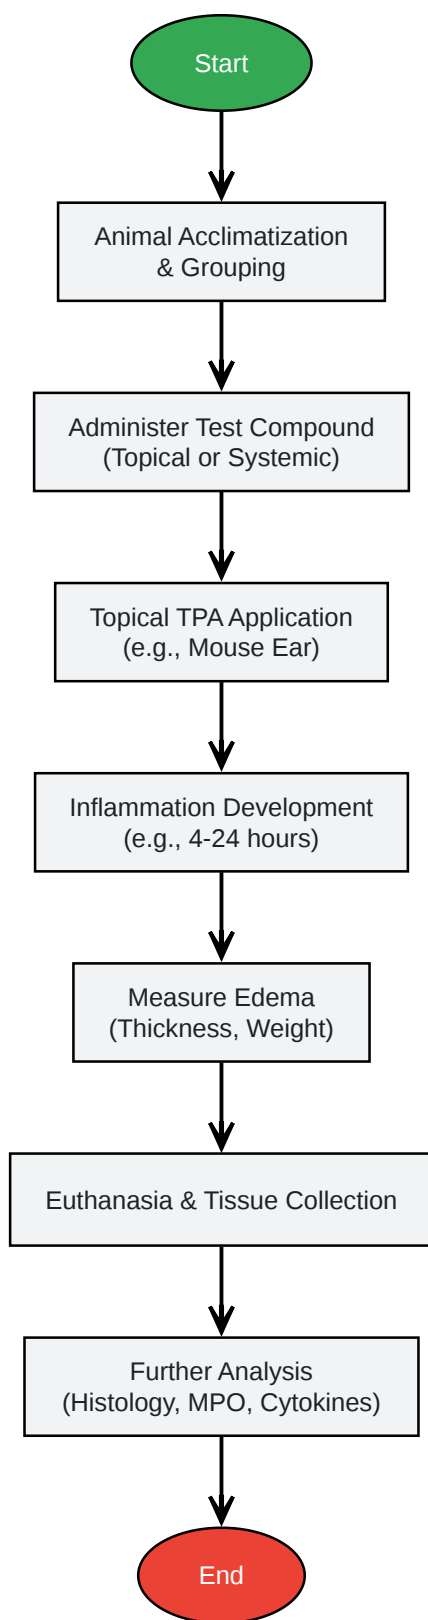 Start
Animal Acclimatization
& Grouping
Administer Test Compound
(Topical or Systemic)
Topical TPA Application
(e.g., Mouse Ear)
Inflammation Development
(e.g., 4-24 hours)
Measure Edema
(Thickness, Weight)
Euthanasia & Tissue Collection
Further Analysis
(Histology, MPO, Cytokines)
End